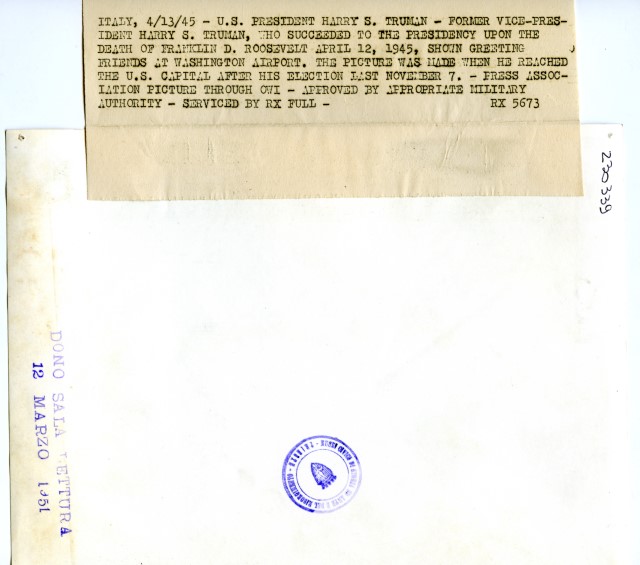 ITALY, 4/13/45 - U.S. PRESIDENT HARRY S. TRUMAN - FORMER VICE-PRES-
IDENT HARRY S. TRUMAN, WHO SUCCEEDED TO THE PRESIDENCY UPON THE
DEATH OF FRANKLIN D. ROOSEVELT APRIL 12, 1945, SHOWN GREETING
FRIENDS AT WASHINGTON AIRPORT. THE PICTURE WAS MADE WHEN HE REACHED
THE U.S. CAPITAL AFTER HIS ELECTION LAST NOVEMBER 7. - PRESS ASSOC-
IATION PICTURE THROUGH OWI - APPROVED BY APPROPRIATE MILITARY
AUTHORITY - SERVICED BY RX FULL - RX 5673
230339
DONO SALA LETTURA
12 MARZO 1951